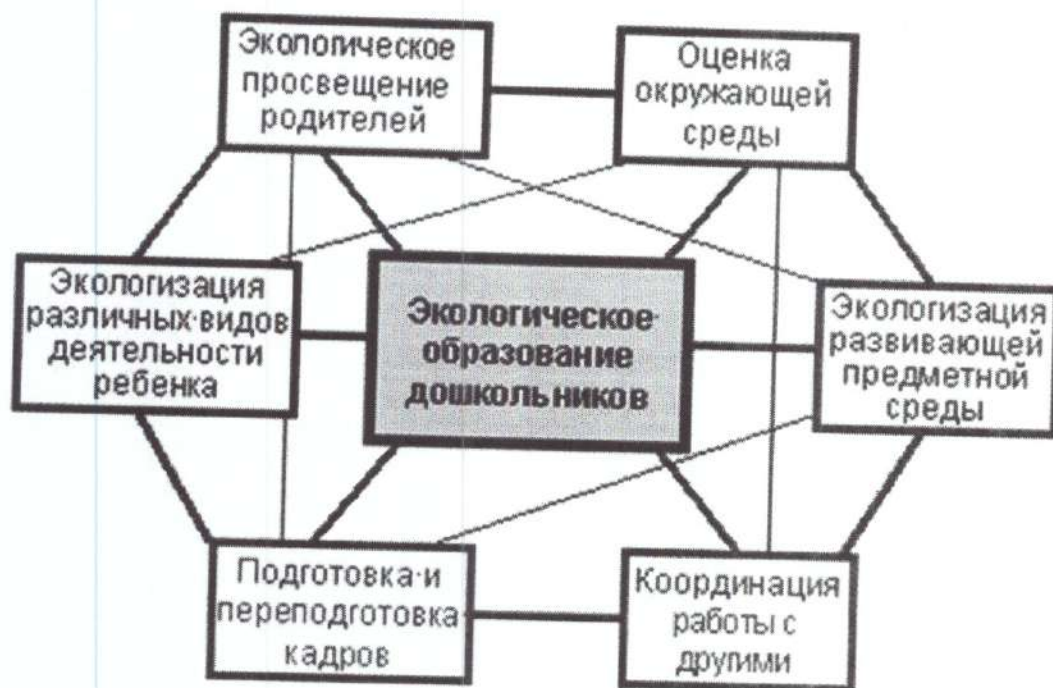 Экологическое
просвещение
родителей
Оценка
окружающей
среды
Экологизация
различных видов
деятельности
ребенка
Экологическое
образование
дошкольников
Экологизация
развивающей
предметной
среды
Подготовка и
переподготовка
кадров
Координация
работы с
другими